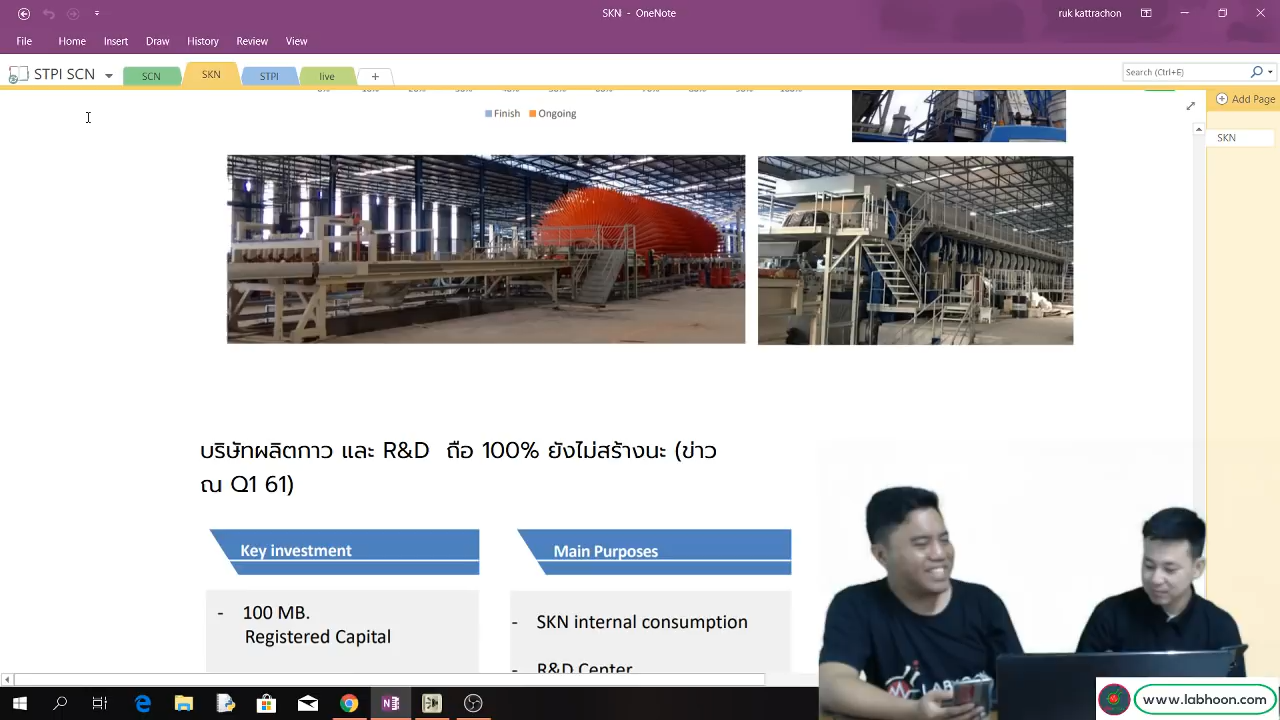 SKN - OneNote
ruk kattrachon
File Home Insert Draw History Review View
STPI SCN
SCN
SKN
STPI
live
+
Search (Ctrl+E)
Add Page
SKN
Finish Ongoing
บริษัทผลิตกาว และ R&D ถือ 100% ยังไม่สร้างนะ (ข่าว
ณ Q1 61)
Key investment
Main Purposes
- 100 MB.
Registered Capital
- SKN internal consumption
- R&D Center
www.labhoon.com